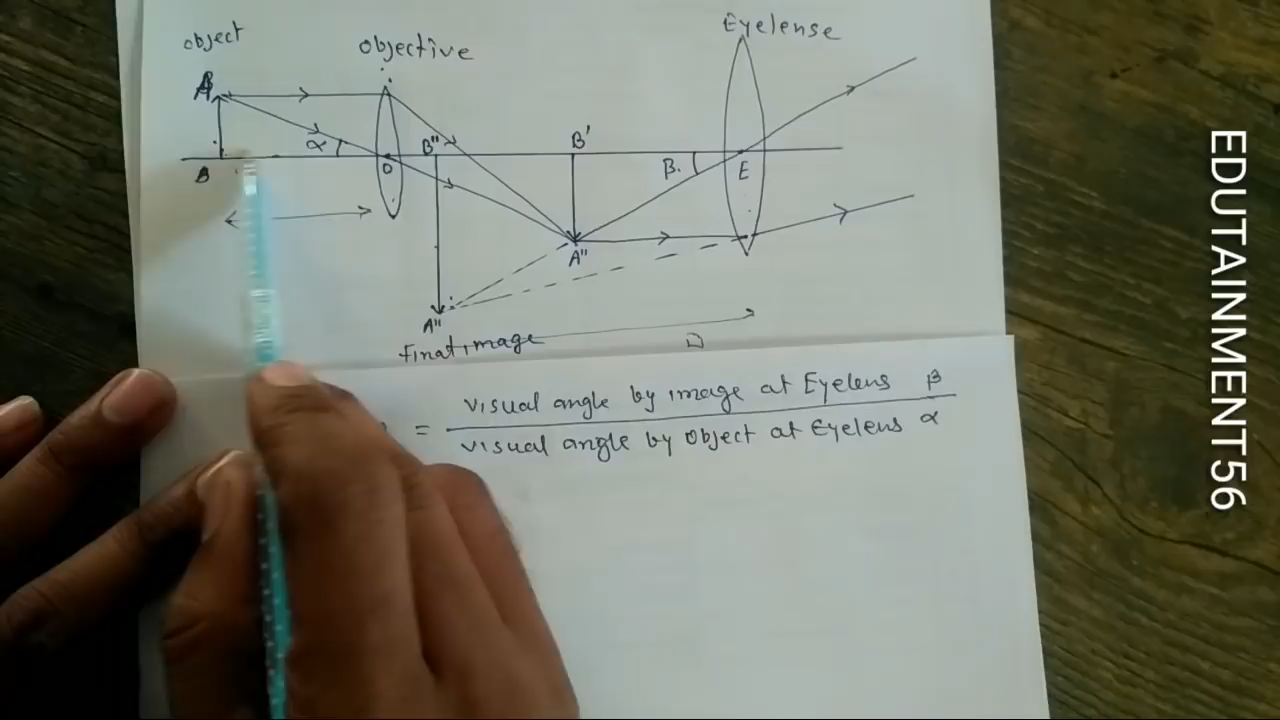 object
objective
Eyelense
A
α
B"
B'
β.
B
O
E
A"
A"
Final image
D
= visual angle by image at Eyelens β
visual angle by object at Eyelens α
EDUTAINMENT56